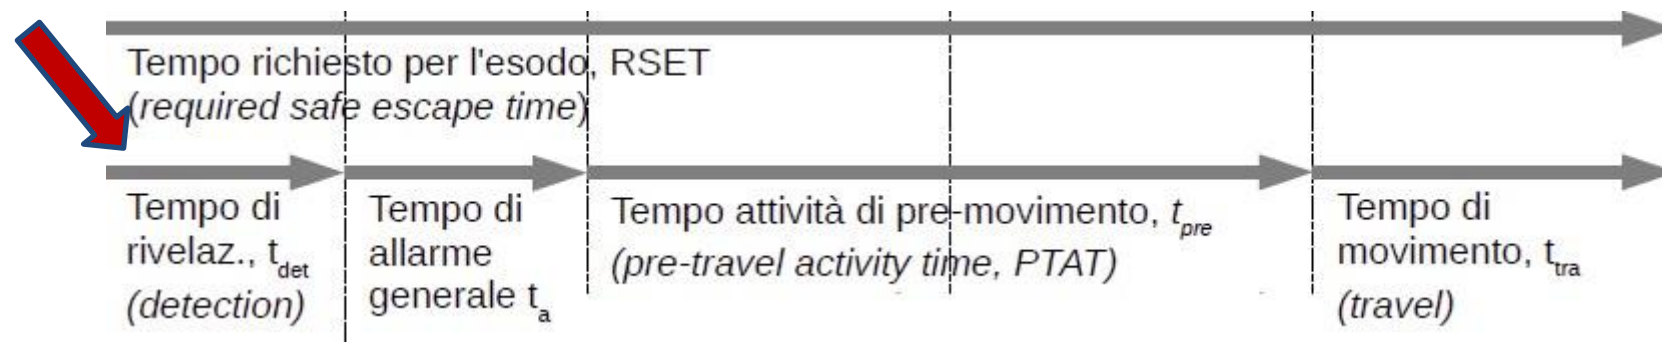 Tempo richiesto per l'esodo, RSET
(required safe escape time)
Tempo di
rivelaz., t_det
(detection)
Tempo di
allarme
generale t_a
Tempo attività di pre-movimento, t_pre
(pre-travel activity time, PTAT)
Tempo di
movimento, t_tra
(travel)